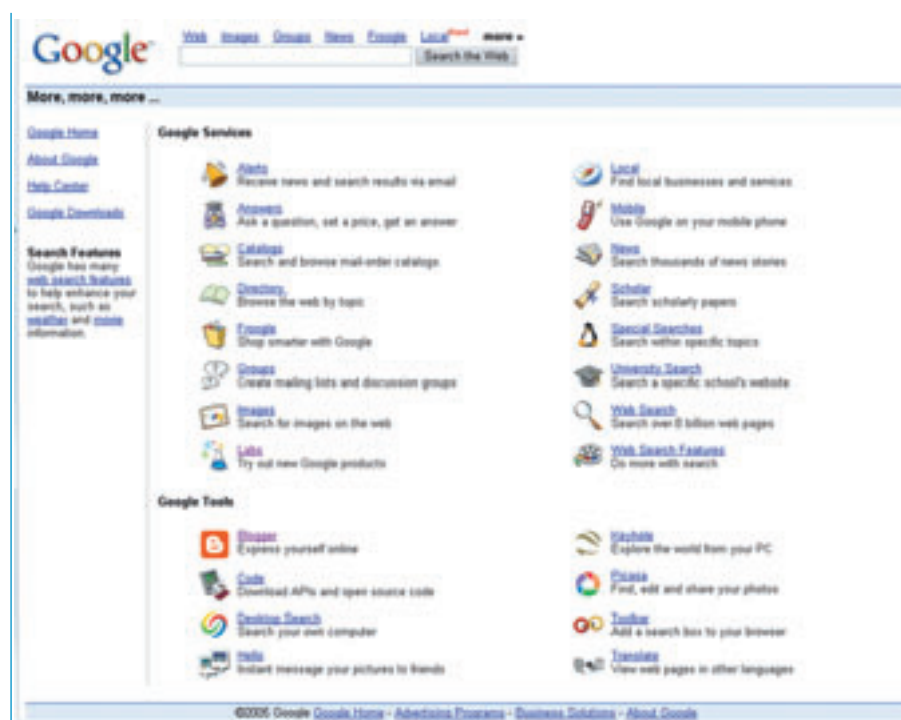 Google
Web Images Groups News Froogle Local more »
Search the Web
More, more, more ...
Google Home
About Google
Help Center
Google Downloads
Search Features
Google has many
web search features
to help enhance your
search, such as
weather and movie
information.
Google Services
Alerts
Receive news and search results via email
Answers
Ask a question, set a price, get an answer
Catalogs
Search and browse mail-order catalogs
Directory
Browse the web by topic
Froogle
Shop smarter with Google
Groups
Create mailing lists and discussion groups
Images
Search for images on the web
Labs
Try out new Google products
Local
Find local businesses and services
Mobile
Use Google on your mobile phone
News
Search thousands of news stories
Scholar
Search scholarly papers
Special Searches
Search within specific topics
University Search
Search a specific school's website
Web Search
Search over 8 billion web pages
Web Search Features
Do more with search
Google Tools
Blogger
Express yourself online
Code
Download APIs and open source code
Desktop Search
Search your own computer
Hello
Instant message your pictures to friends
Keyhole
Explore the world from your PC
Picasa
Find, edit and share your photos
Toolbar
Add a search box to your browser
Translate
View web pages in other languages
©2005 Google Google Home - Advertising Programs - Business Solutions - About Google